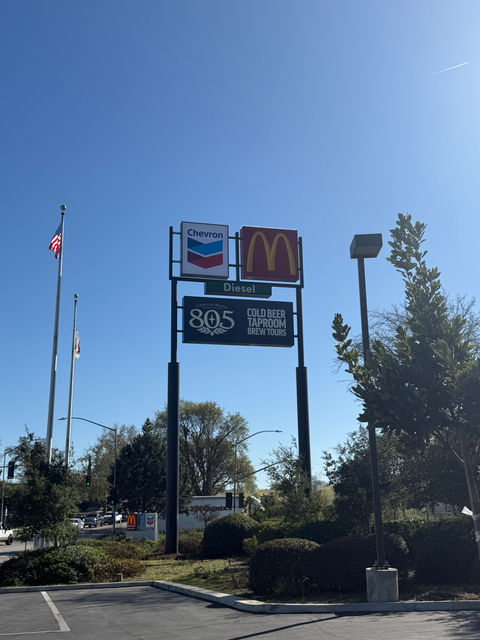 Chevron
M
Diesel
805
COLD BEER
TAPROOM
BREW TOURS